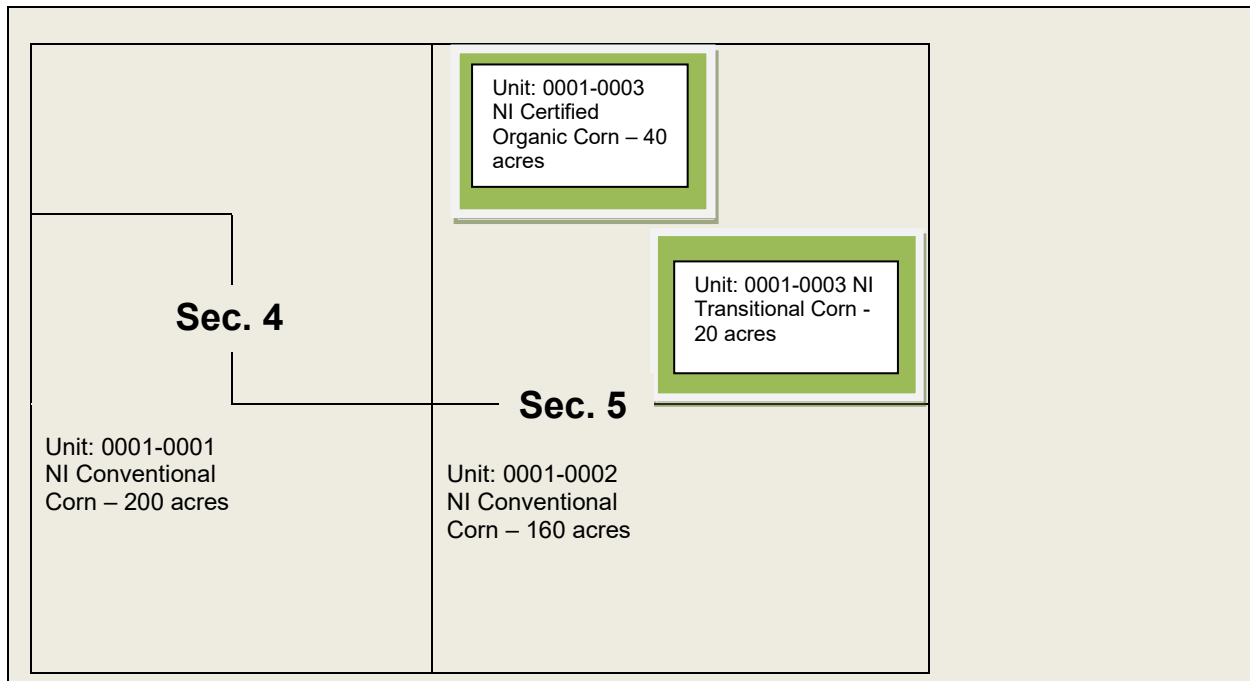 Unit: 0001-0003
NI Certified
Organic Corn – 40
acres
Unit: 0001-0003 NI
Transitional Corn -
20 acres
Sec. 4
Sec. 5
Unit: 0001-0001
NI Conventional
Corn – 200 acres
Unit: 0001-0002
NI Conventional
Corn – 160 acres